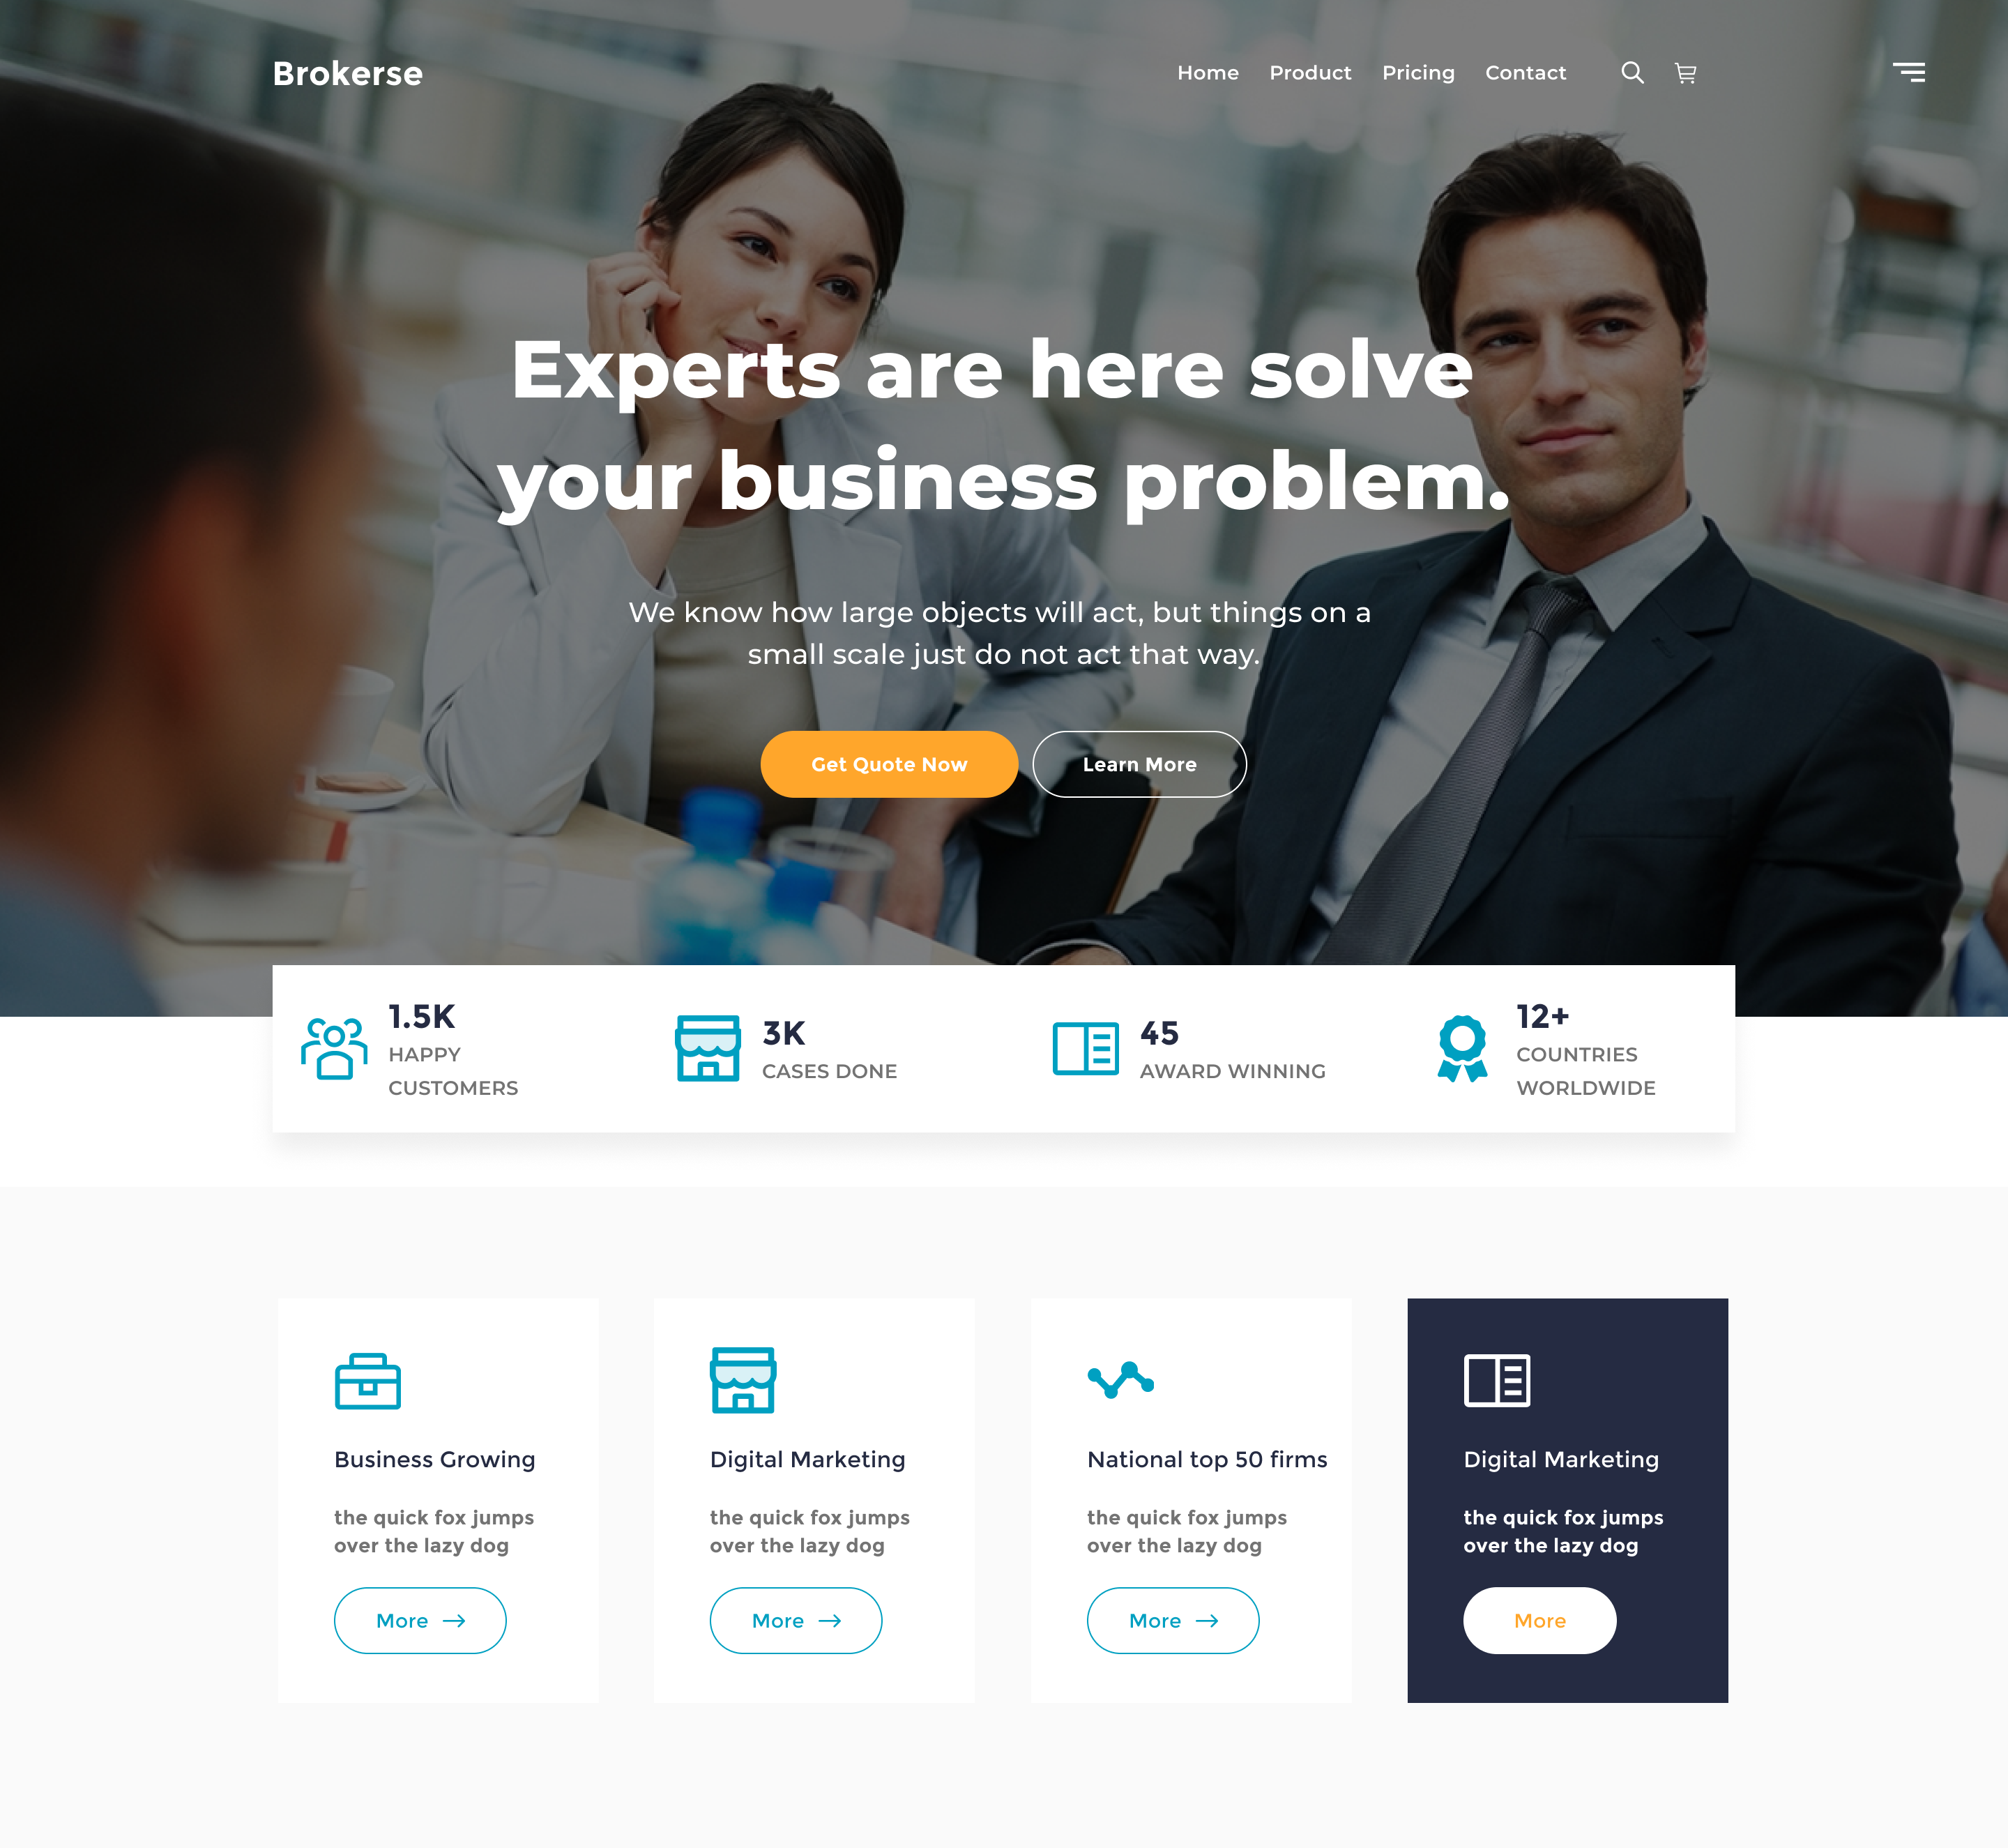 Brokerse
Home Product Pricing Contact
Experts are here solve
your business problem.
We know how large objects will act, but things on a
small scale just do not act that way.
Get Quote Now
Learn More
1.5K
HAPPY
CUSTOMERS
3K
CASES DONE
45
AWARD WINNING
12+
COUNTRIES
WORLDWIDE
Business Growing
the quick fox jumps
over the lazy dog
More
Digital Marketing
the quick fox jumps
over the lazy dog
More
National top 50 firms
the quick fox jumps
over the lazy dog
More
Digital Marketing
the quick fox jumps
over the lazy dog
More